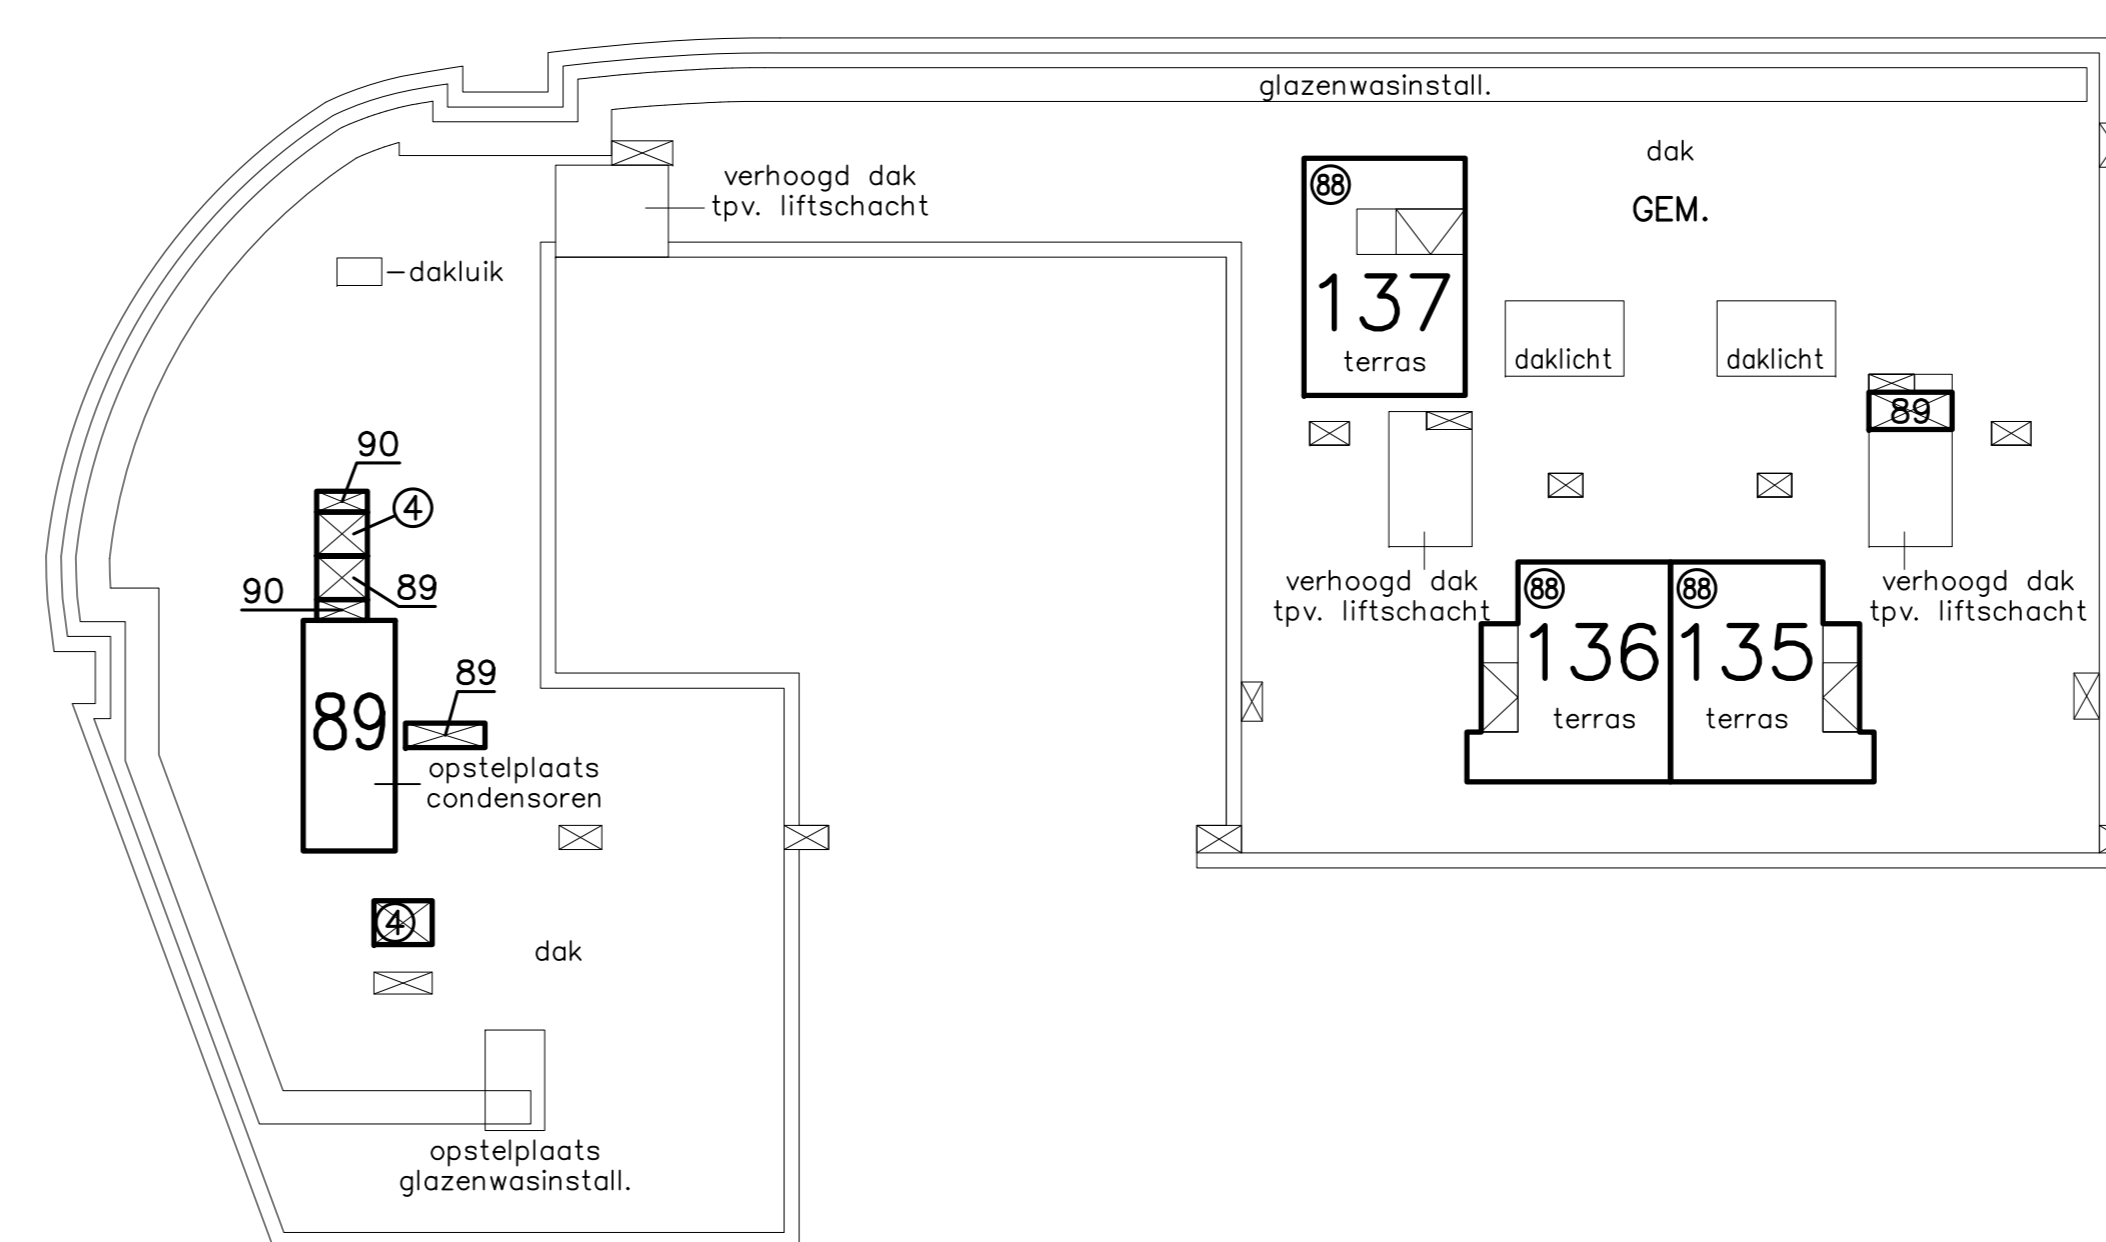 glazenwasinstall.
dak
GEM.
verhoogd dak
tpv. liftschacht
dakluik
88
137
terras
daklicht
daklicht
89
90
4
89
90
89
89
opstelplaats
condensoren
verhoogd dak
tpv. liftschacht
verhoogd dak
tpv. liftschacht
88
136
terras
88
135
terras
4
dak
opstelplaats
glazenwasinstall.